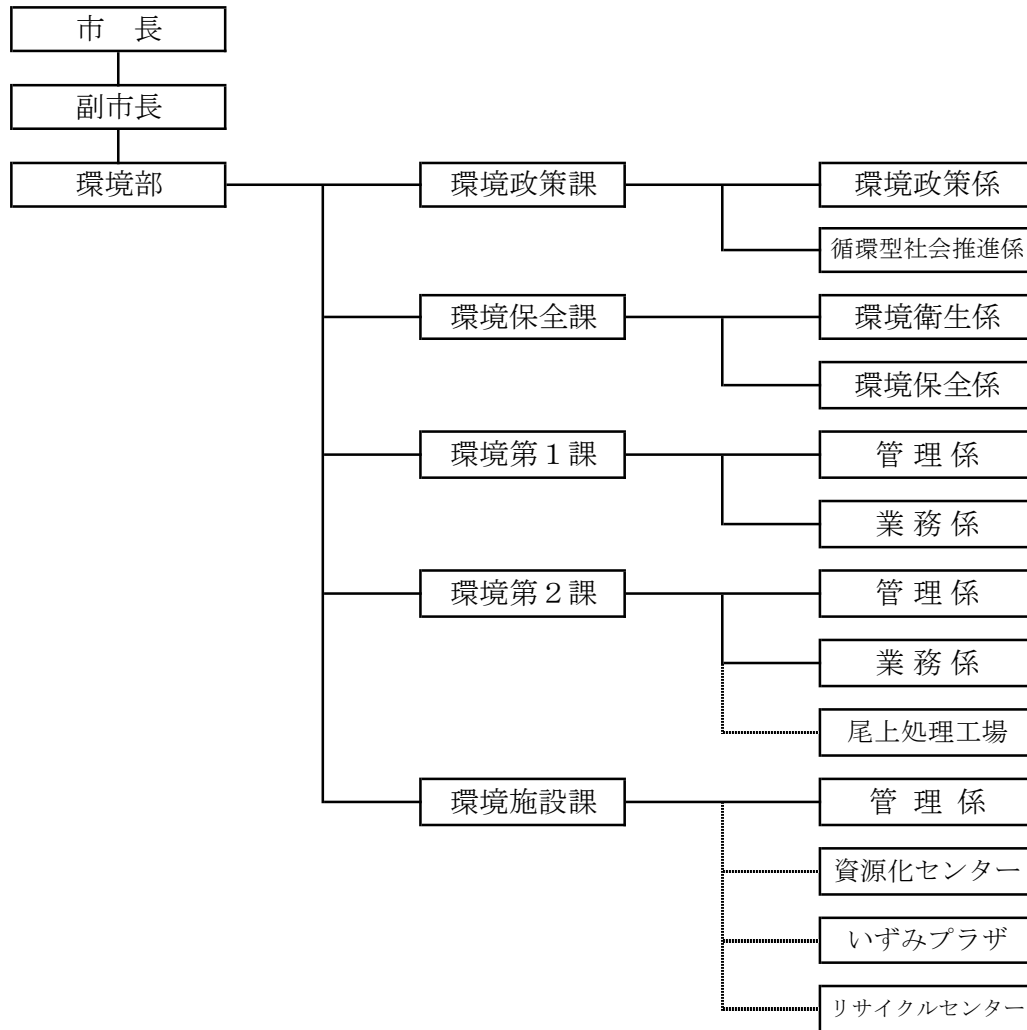 市　長
副市長
環境部
環境政策課
環境政策係
循環型社会推進係
環境保全課
環境衛生係
環境保全係
環境第１課
管 理 係
業 務 係
環境第２課
管 理 係
業 務 係
尾上処理工場
環境施設課
管 理 係
資源化センター
いずみプラザ
リサイクルセンター